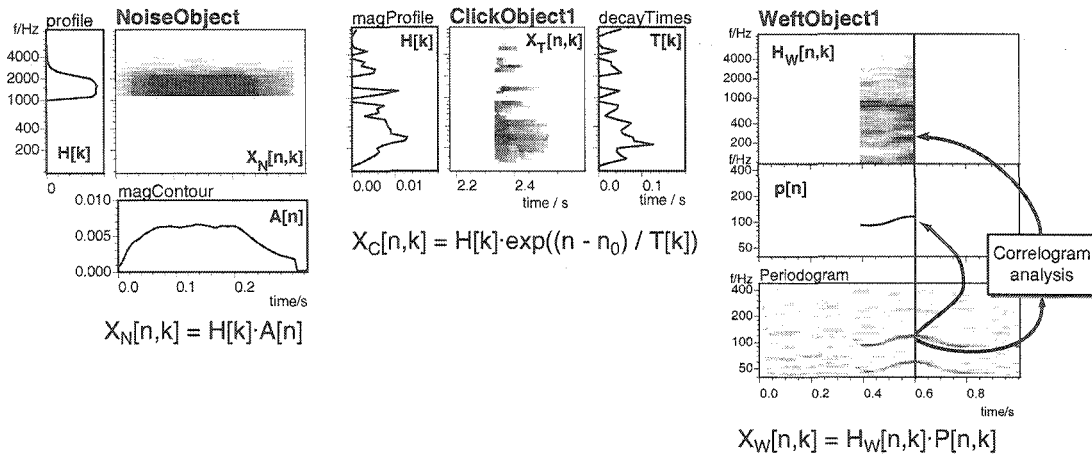 NoiseObject
f/Hz profile
4000
2000
1000
400
200
H[k]
X_N[n,k]
0
magContour
0.010
0.005
0.000
A[n]
0.0 0.1 0.2
time/s
X_N[n,k] = H[k]·A[n]
ClickObject1
magProfile
H[k]
X_T[n,k]
decayTimes
T[k]
0.00 0.01
2.2 2.4
time / s
0.0 0.1
X_C[n,k] = H[k]·exp((n - n_0) / T[k])
WeftObject1
f/Hz
4000
2000
1000
400
200
H_W[n,k]
f/Hz
400
200
100
50
p[n]
f/Hz Periodogram
400
200
100
50
0.0 0.2 0.4 0.6 0.8
time/s
Correlogram
analysis
X_W[n,k] = H_W[n,k]·P[n,k]